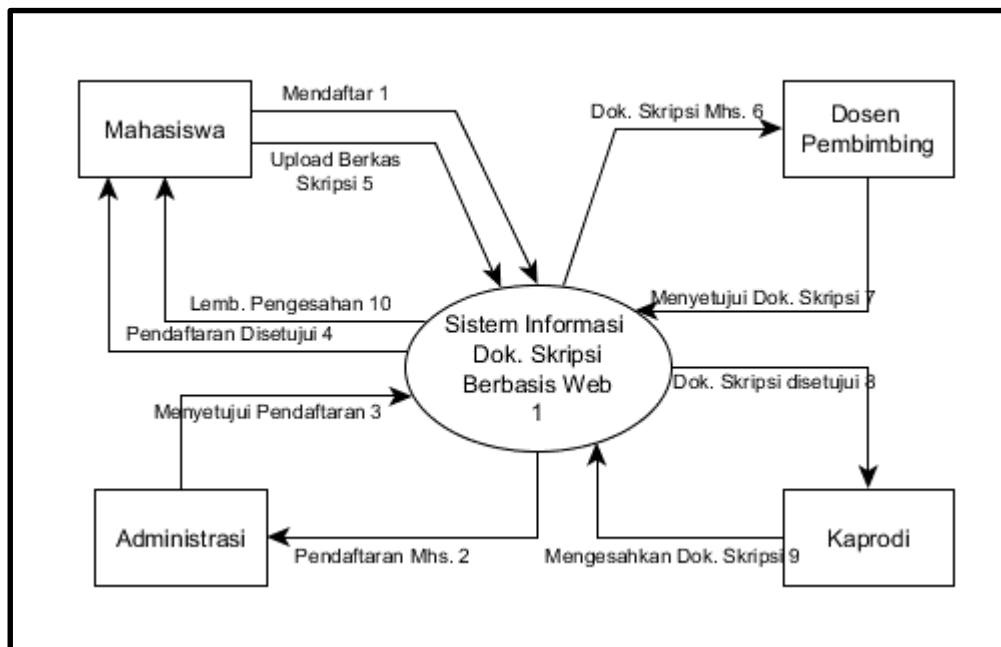 Mahasiswa
Mendaftar 1
Upload Berkas
Skripsi 5
Dok. Skripsi Mhs. 6
Dosen
Pembimbing
Lemb. Pengesahan 10
Pendaftaran Disetujui 4
Menyetujui Dok. Skripsi 7
Sistem Informasi
Dok. Skripsi
Berbasis Web
1
Menyetujui Pendaftaran 3
Dok. Skripsi disetujui 8
Administrasi
Pendaftaran Mhs. 2
Mengesahkan Dok. Skripsi 9
Kaprodi